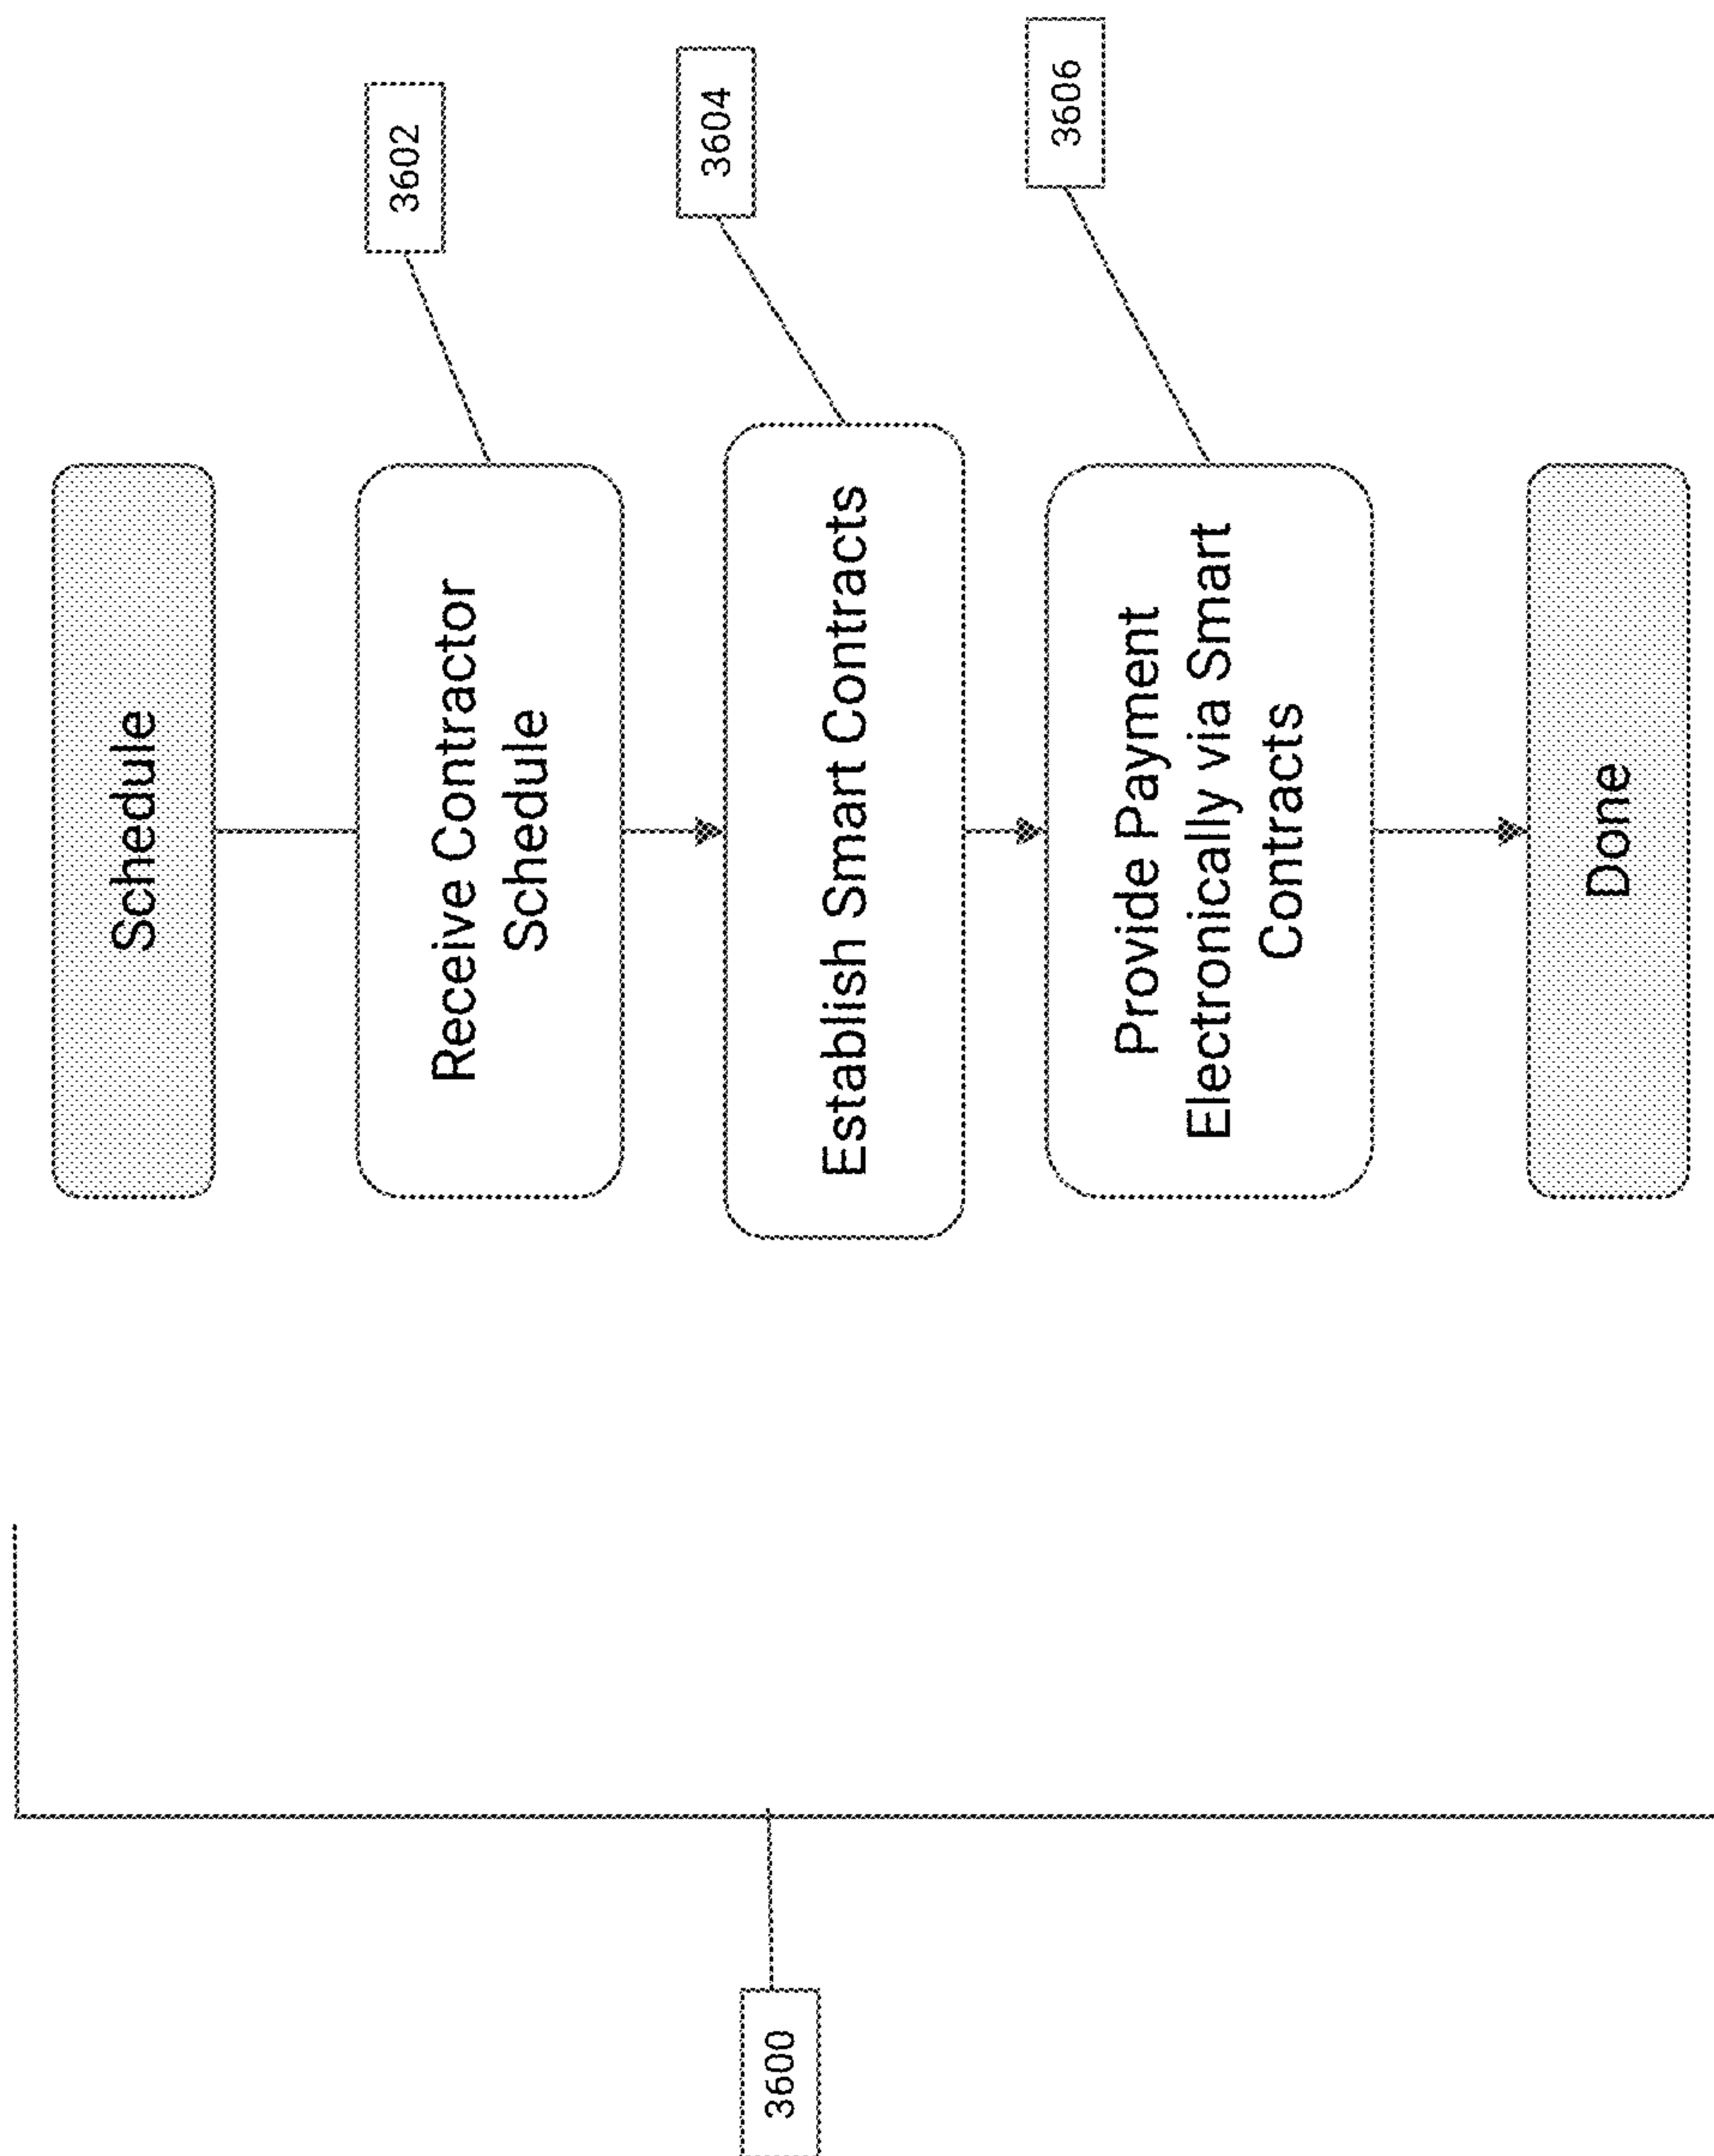 Schedule
3602
Receive Contractor
Schedule
3604
Establish Smart Contracts
3606
Provide Payment
Electronically via Smart
Contracts
Done
3600